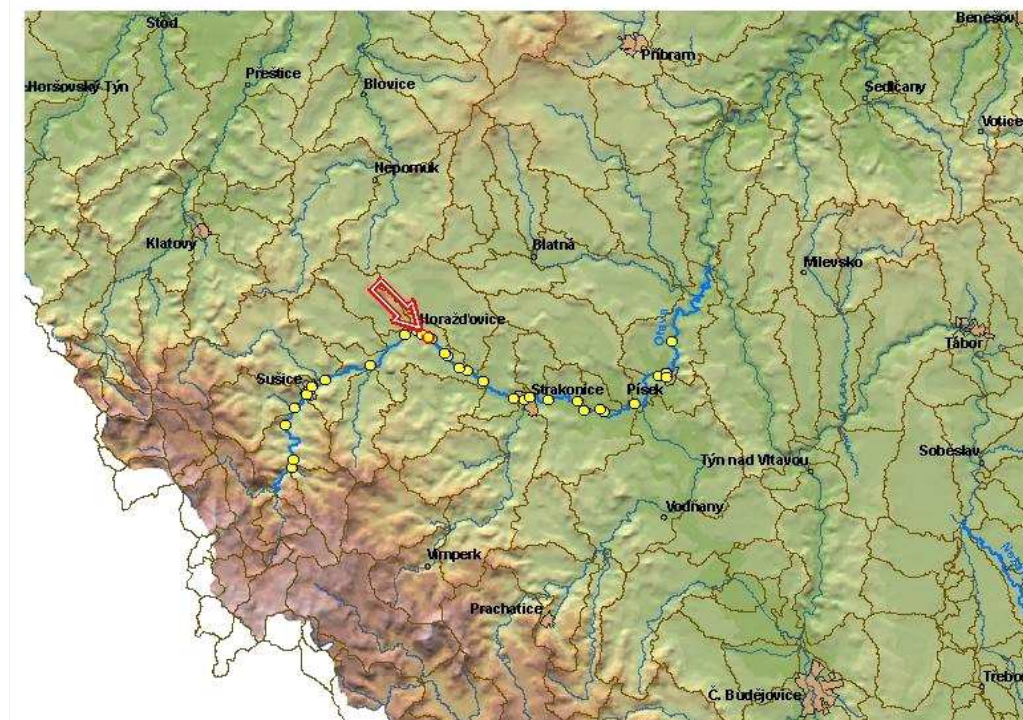 Stod
Benešov
Příbram
Přeštice
Horšovský Týn
Blovice
Sedlčany
Votice
Nepomuk
Klatovy
Blatná
Milevsko
Horažďovice
Otava
Tábor
Sušice
Strakonice
Písek
Týn nad Vltavou
Soběslav
Vodňany
Vimperk
Prachatice
Č. Budějovice